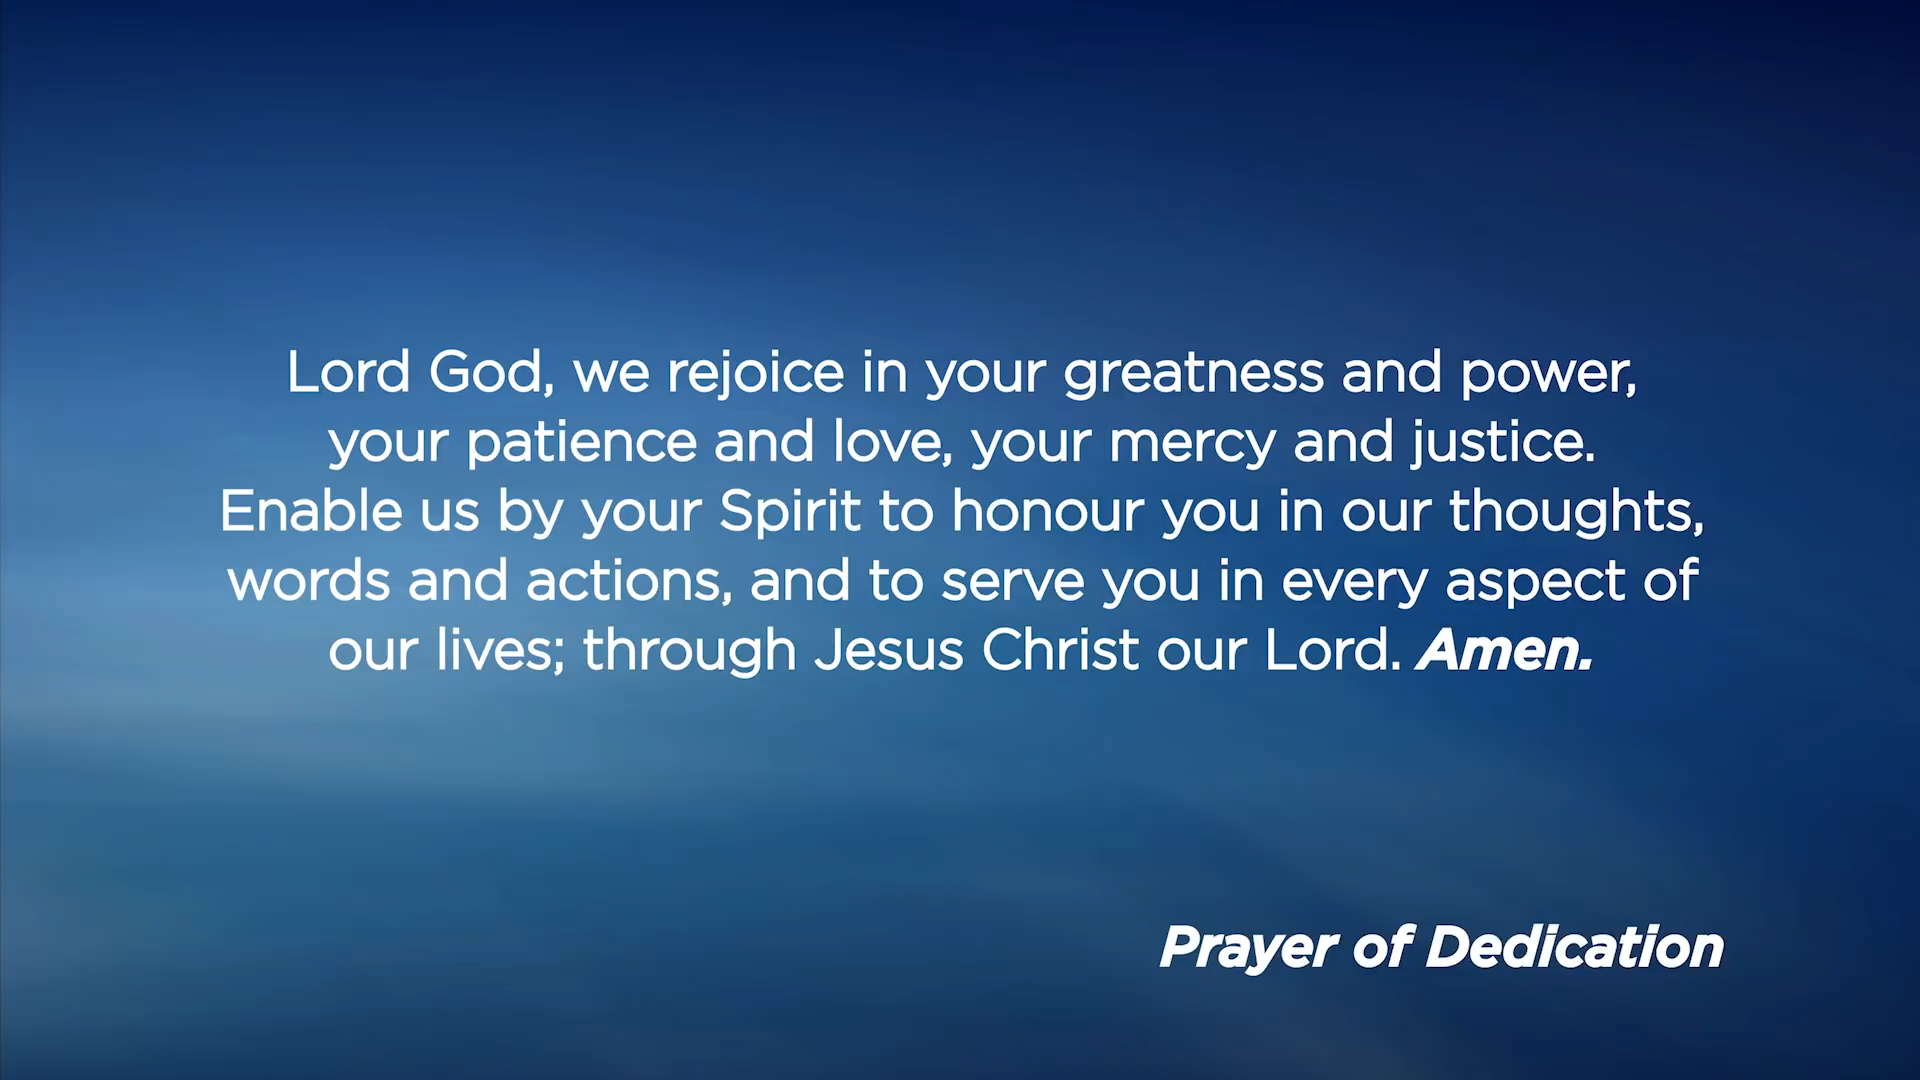 Lord God, we rejoice in your greatness and power,
your patience and love, your mercy and justice.
Enable us by your Spirit to honour you in our thoughts,
words and actions, and to serve you in every aspect of
our lives; through Jesus Christ our Lord. Amen.
Prayer of Dedication